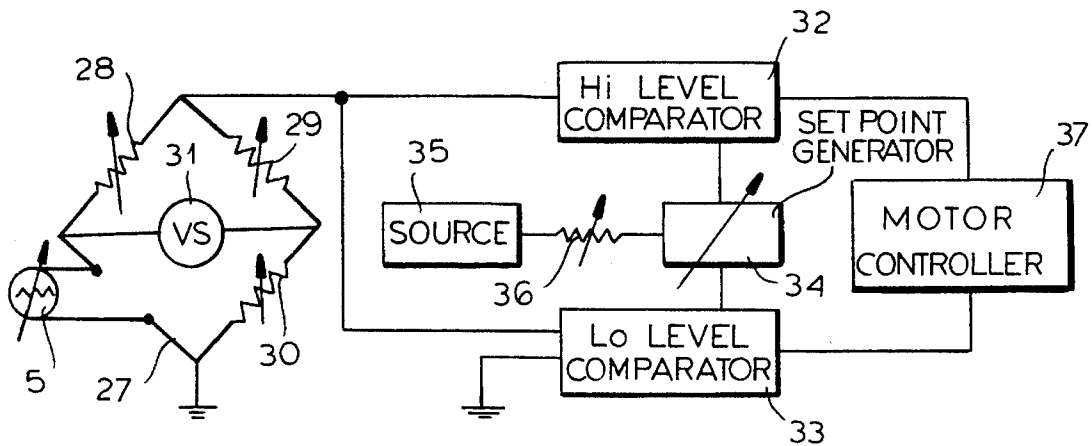 32
28
Hi LEVEL
COMPARATOR
29
SET POINT
GENERATOR
37
31
35
VS
SOURCE
MOTOR
CONTROLLER
36
34
5
27
30
Lo LEVEL
COMPARATOR
33